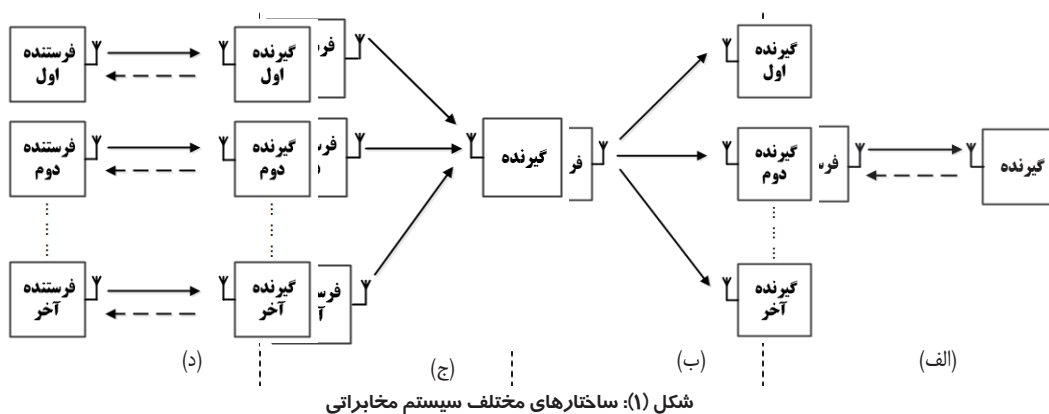 فرستنده
اول
گیرنده
اول
گیرنده
اول
فرستنده
دوم
گیرنده
دوم
گیرنده
گیرنده
دوم
گیرنده
فرستنده
آخر
گیرنده
آخر
گیرنده
آخر
(الف)
(ب)
(ج)
(د)
شکل (۱): ساختارهای مختلف سیستم مخابراتی